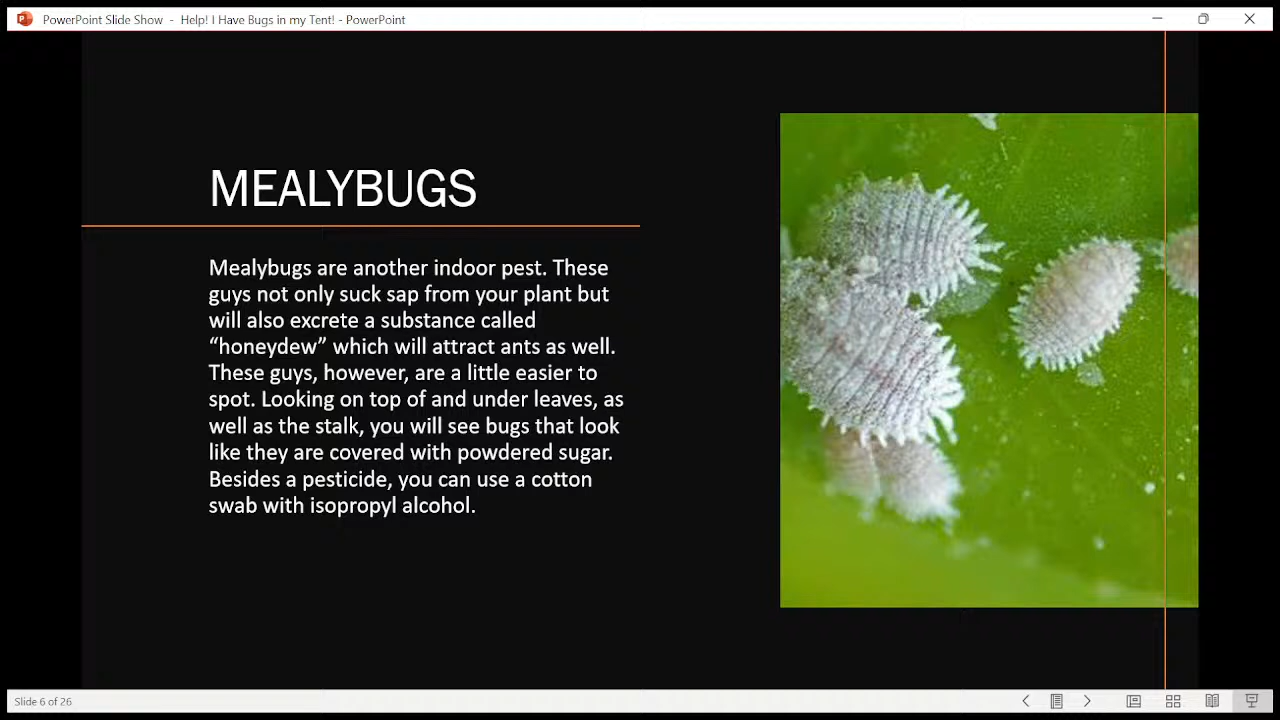 PowerPoint Slide Show - Help! I Have Bugs in my Tent! - PowerPoint
MEALYBUGS
Mealybugs are another indoor pest. These
guys not only suck sap from your plant but
will also excrete a substance called
“honeydew” which will attract ants as well.
These guys, however, are a little easier to
spot. Looking on top of and under leaves, as
well as the stalk, you will see bugs that look
like they are covered with powdered sugar.
Besides a pesticide, you can use a cotton
swab with isopropyl alcohol.
Slide 6 of 26